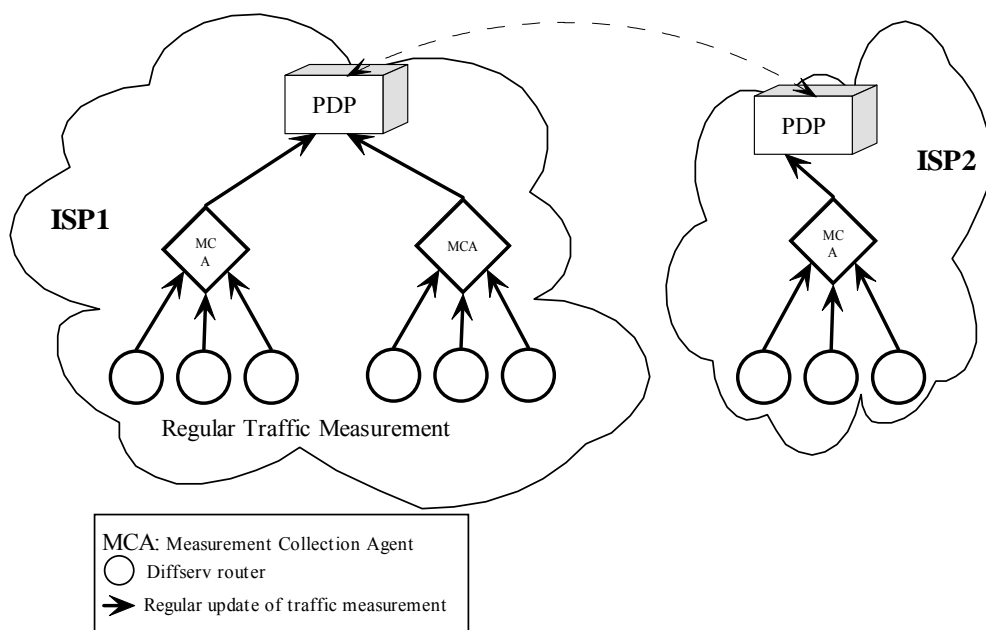 PDP
PDP
ISP1
ISP2
MC
A
MCA
MC
A
Regular Traffic Measurement
MCA: Measurement Collection Agent
Diffserv router
Regular update of traffic measurement